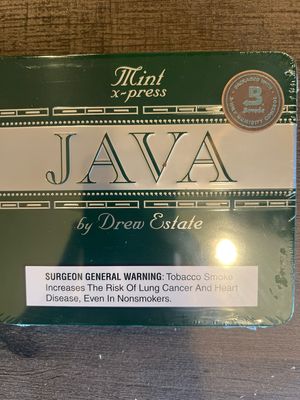 Mint
x-press
JAVA
by Drew Estate
B
Boveda
SURGEON GENERAL WARNING: Tobacco Smoke
Increases The Risk Of Lung Cancer And Heart
Disease, Even In Nonsmokers.